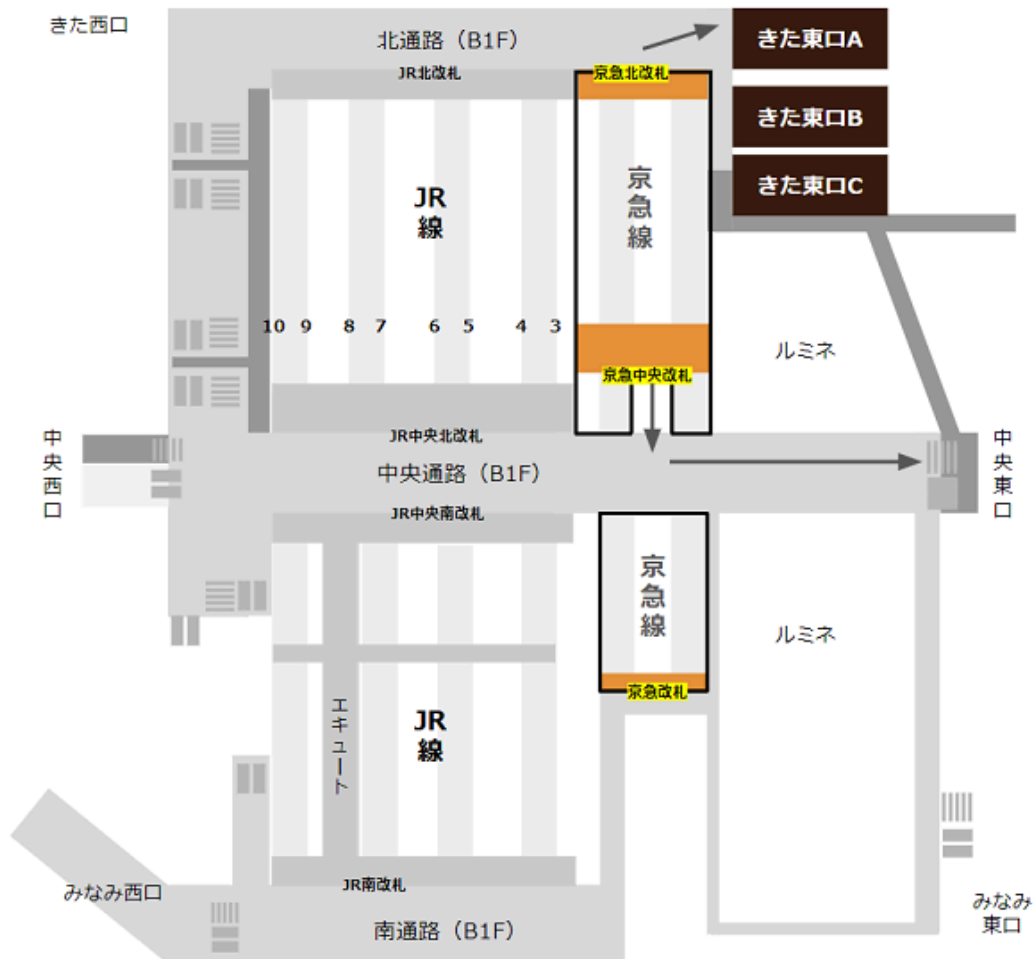 きた西口
北通路（B1F）
きた東口A
JR北改札
京急北改札
きた東口B
きた東口C
JR
線
京
急
線
10 9 8 7 6 5 4 3
ルミネ
京急中央改札
JR中央北改札
中
央
西
口
中央通路（B1F）
中
央
東
口
JR中央南改札
京
急
線
ルミネ
京急改札
エキュート
JR
線
JR南改札
みなみ西口
みなみ
東口
南通路（B1F）